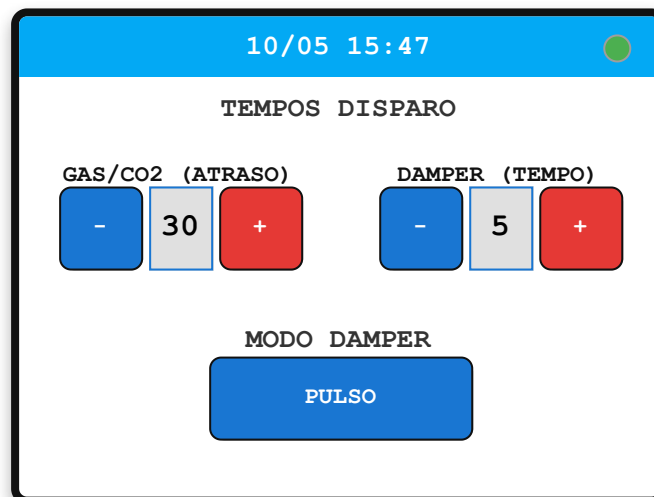 10/05 15:47
TEMPOS DISPARO
GAS/CO2 (ATRASO) DAMPER (TEMPO)
- 30 + - 5 +
MODO DAMPER
PULSO